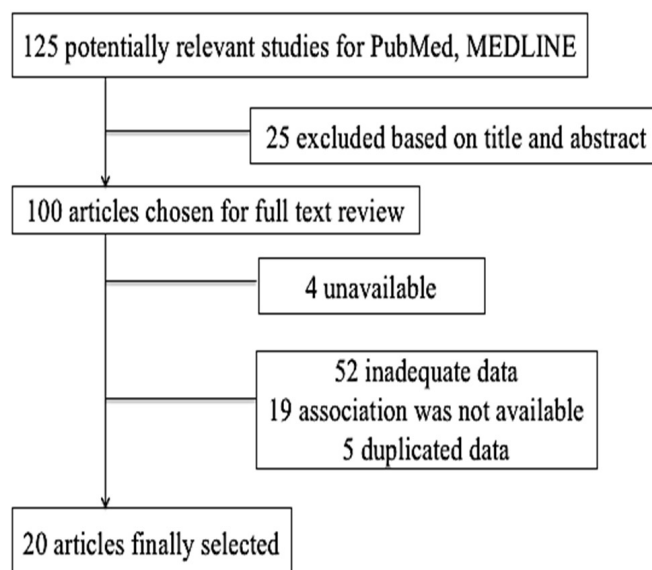 125 potentially relevant studies for PubMed, MEDLINE
25 excluded based on title and abstract
100 articles chosen for full text review
4 unavailable
52 inadequate data
19 association was not available
5 duplicated data
20 articles finally selected